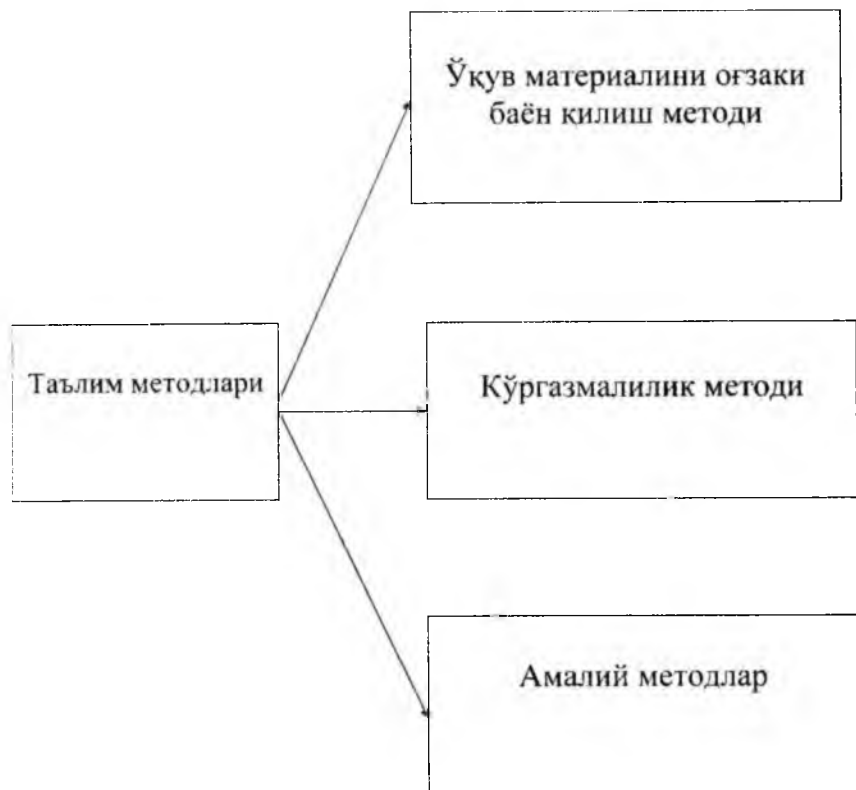 Ўқув материалини оғзаки
баён қилиш методи
Таълим методлари
Кўргазмалилик методи
Амалий методлар